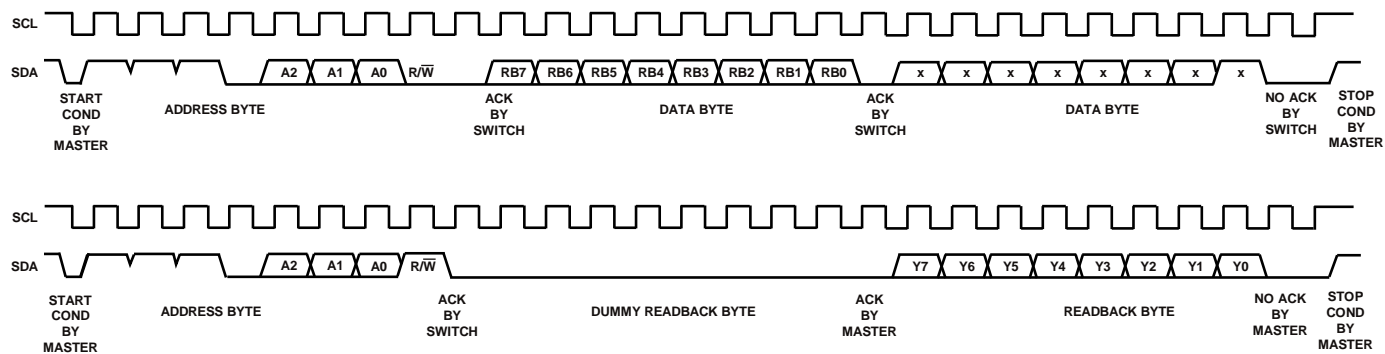 SCL
SDA
A2 A1 A0 R/W̅ RB7 RB6 RB5 RB4 RB3 RB2 RB1 RB0 x x x x x x x x
START
COND
BY
MASTER
ADDRESS BYTE
ACK
BY
SWITCH
DATA BYTE
ACK
BY
SWITCH
DATA BYTE
NO ACK
BY
SWITCH
STOP
COND
BY
MASTER
SCL
SDA
A2 A1 A0 R/W̅ Y7 Y6 Y5 Y4 Y3 Y2 Y1 Y0
START
COND
BY
MASTER
ADDRESS BYTE
ACK
BY
SWITCH
DUMMY READBACK BYTE
ACK
BY
MASTER
READBACK BYTE
NO ACK
BY
MASTER
STOP
COND
BY
MASTER